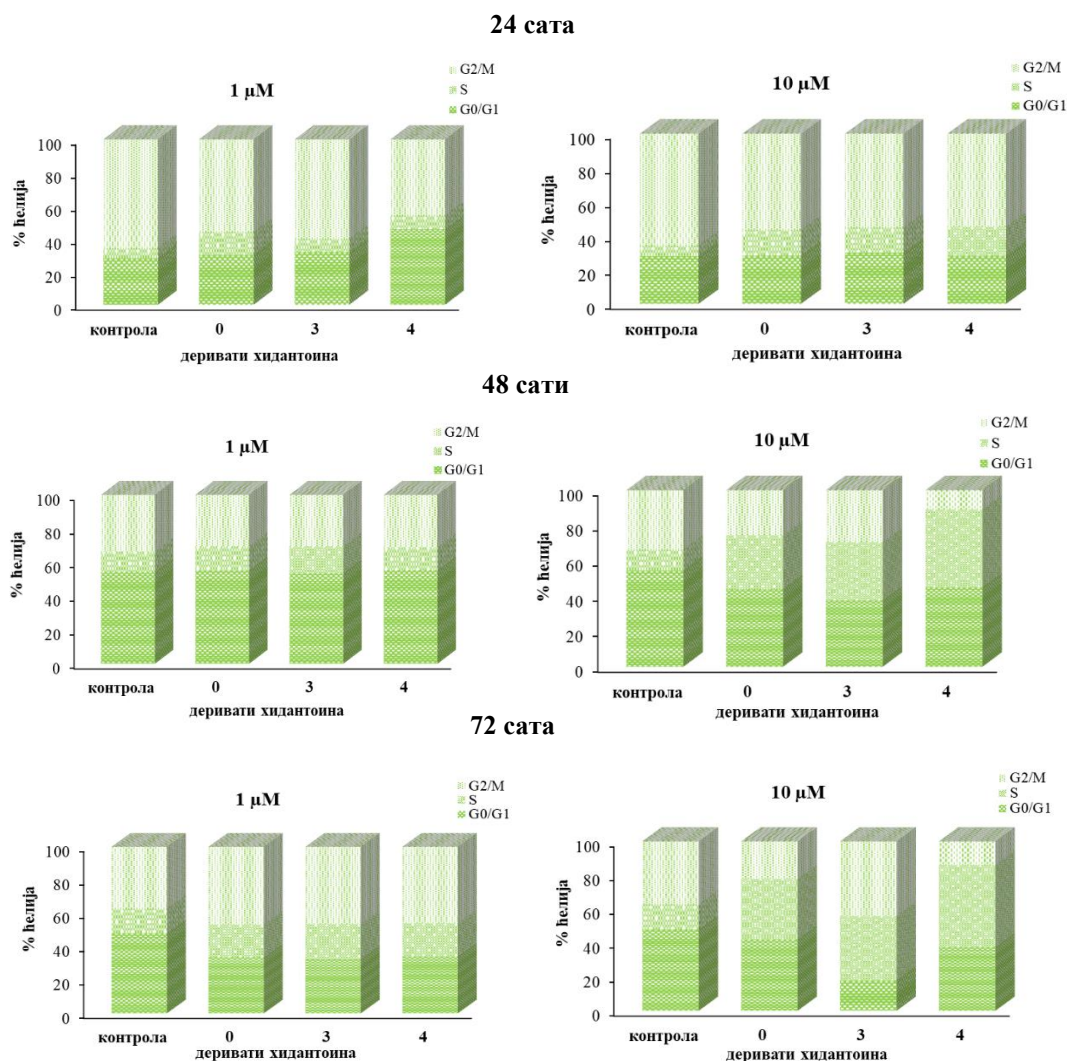 24 сата
1 µM
G2/M
S
G0/G1
% ћелија
100
80
60
40
20
0
контрола 0 3 4
деривати хидантоина
10 µM
G2/M
S
G0/G1
% ћелија
100
80
60
40
20
0
контрола 0 3 4
деривати хидантоина
48 сати
1 µM
G2/M
S
G0/G1
% ћелија
100
80
60
40
20
0
контрола 0 3 4
деривати хидантоина
10 µM
G2/M
S
G0/G1
% ћелија
100
80
60
40
20
0
контрола 0 3 4
деривати хидантоина
72 сата
1 µM
G2/M
S
G0/G1
% ћелија
100
80
60
40
20
0
контрола 0 3 4
деривати хидантоина
10 µM
G2/M
S
G0/G1
% ћелија
100
80
60
40
20
0
контрола 0 3 4
деривати хидантоина